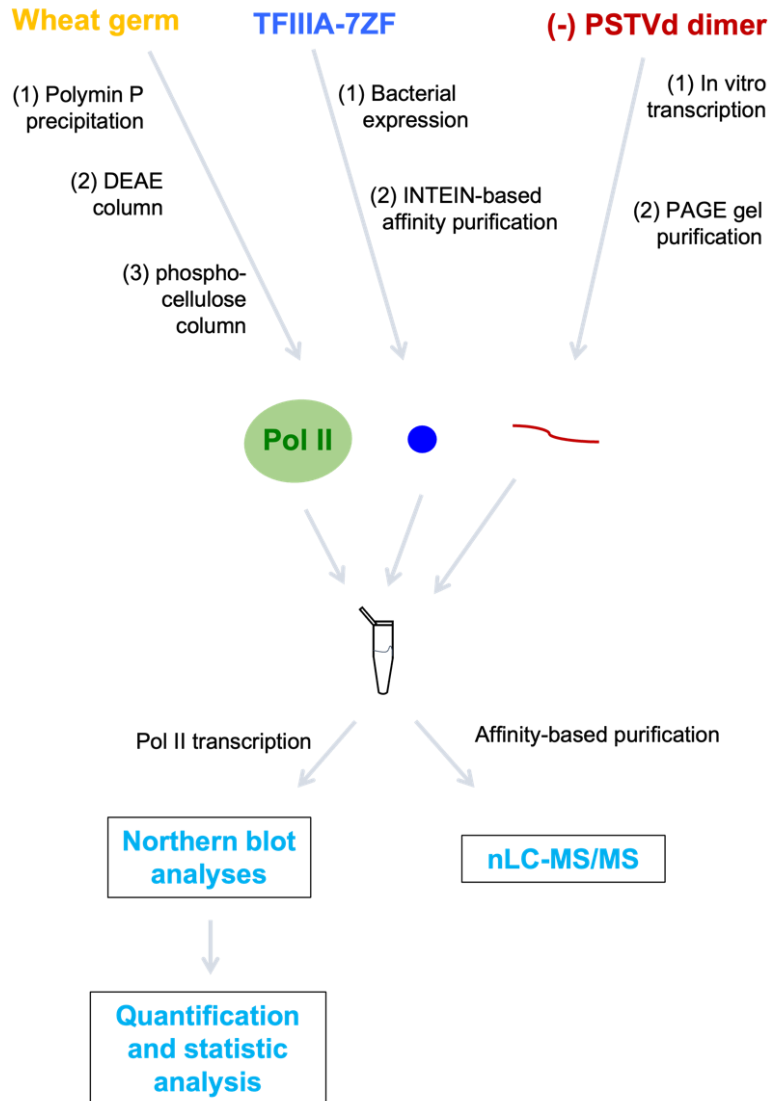 Wheat germ
TFIIIA-7ZF
(-) PSTVd dimer
(1) Polymin P
precipitation
(2) DEAE
column
(3) phospho-
cellulose
column
(1) Bacterial
expression
(2) INTEIN-based
affinity purification
(1) In vitro
transcription
(2) PAGE gel
purification
Pol II
Pol II transcription
Affinity-based purification
Northern blot
analyses
nLC-MS/MS
Quantification
and statistic
analysis